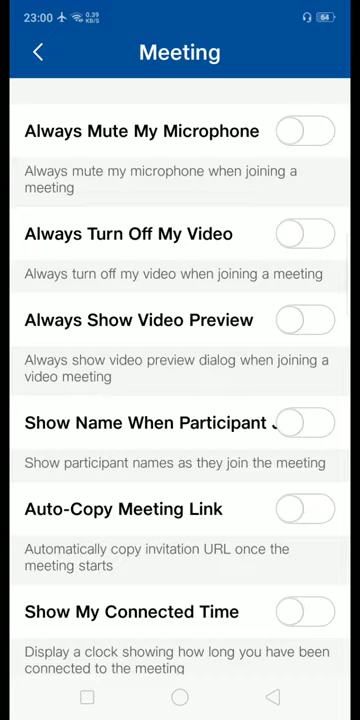 23:00 0.39 KB/S 64
Meeting
Always Mute My Microphone
Always mute my microphone when joining a
meeting
Always Turn Off My Video
Always turn off my video when joining a meeting
Always Show Video Preview
Always show video preview dialog when joining a
video meeting
Show Name When Participant
Show participant names as they join the meeting
Auto-Copy Meeting Link
Automatically copy invitation URL once the
meeting starts
Show My Connected Time
Display a clock showing how long you have been
connected to the meeting